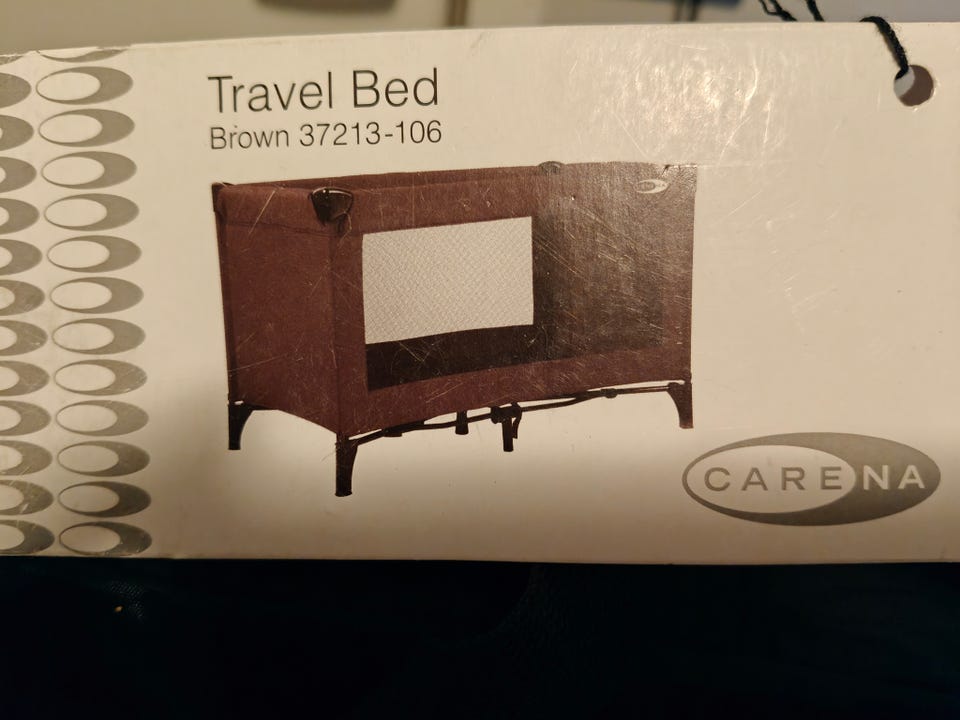 Travel Bed
Brown 37213-106
CARENA